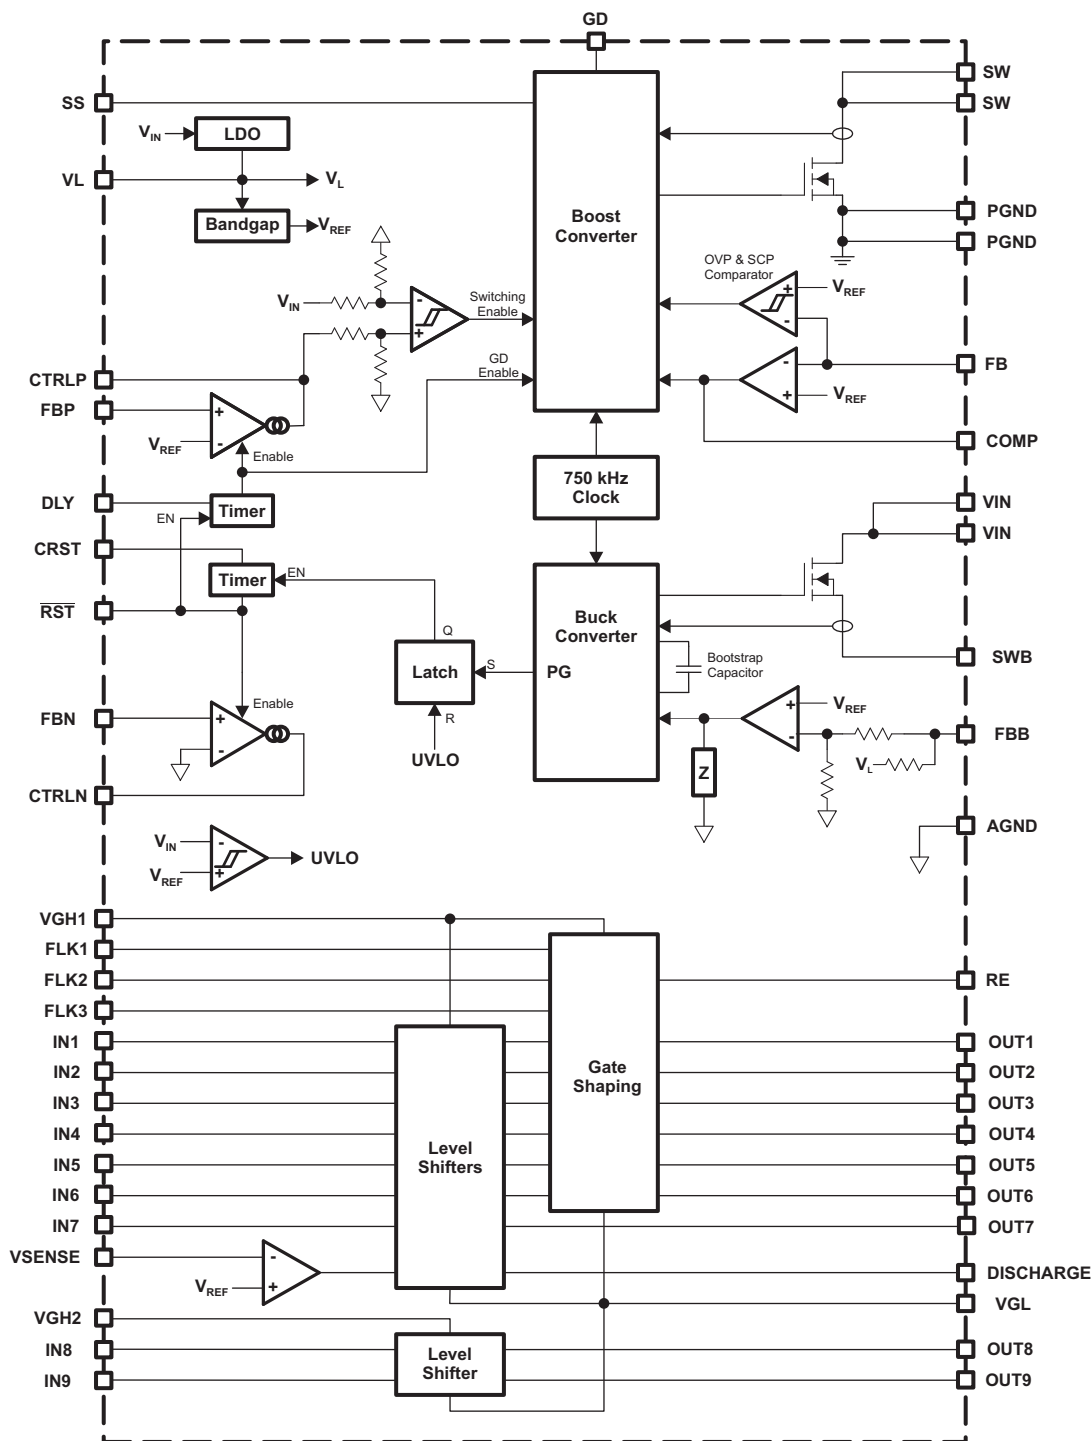 GD
SS
SW
SW
V_IN
LDO
VL
V_L
Bandgap
V_REF
Boost
Converter
PGND
PGND
OVP & SCP
Comparator
+
V_REF
-
V_IN
-
+
Switching
Enable
GD
Enable
-
+
V_REF
FB
CTRLP
FBP
+
V_REF
-
Enable
COMP
750 kHz
Clock
DLY
Timer
EN
VIN
VIN
CRST
Timer
EN
RST
Q
Latch
S
R
UVLO
Buck
Converter
PG
Bootstrap
Capacitor
SWB
FBN
+
-
Enable
+
V_REF
-
FBB
V_L
Z
CTRLN
AGND
V_IN
-
V_REF
+
UVLO
VGH1
FLK1
FLK2
FLK3
RE
IN1
OUT1
IN2
OUT2
Gate
Shaping
IN3
OUT3
IN4
OUT4
Level
Shifters
IN5
OUT5
IN6
OUT6
IN7
OUT7
VSENSE
-
V_REF
+
DISCHARGE
VGL
VGH2
IN8
Level
Shifter
OUT8
IN9
OUT9